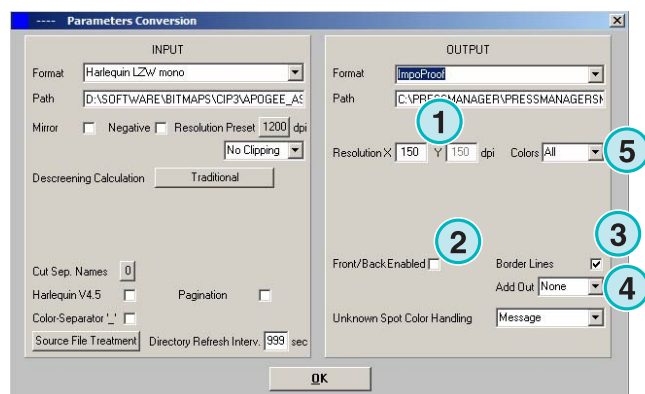 ---- Parameters Conversion
INPUT
Format Harlequin LZW mono
Path D:\SOFTWARE\BITMAPS\CIP3\APOGEE_AS
Mirror Negative Resolution Preset 1200 dpi
No Clipping
Descreening Calculation Traditional
Cut Sep. Names 0
Harlequin V4.5 Pagination
Color-Separator '_'
Source File Treatment Directory Refresh Interv. 999 sec
OUTPUT
Format ImpoProof
Path C:\PRESSMANAGER\PRESSMANAGERSN
1
Resolution X 150 Y 150 dpi Colors All 5
2 3
Front/Back Enabled Border Lines
Add Out None 4
Unknown Spot Color Handling Message
OK